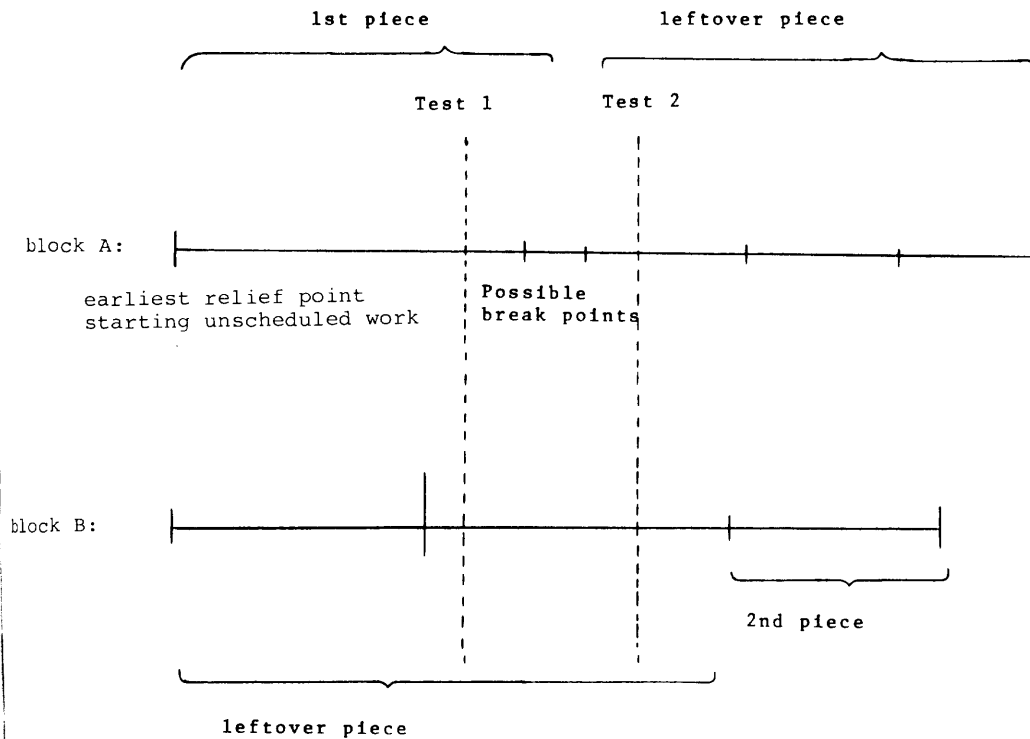 1st piece
leftover piece
Test 1
Test 2
block A:
earliest relief point
starting unscheduled work
Possible
break points
block B:
2nd piece
leftover piece